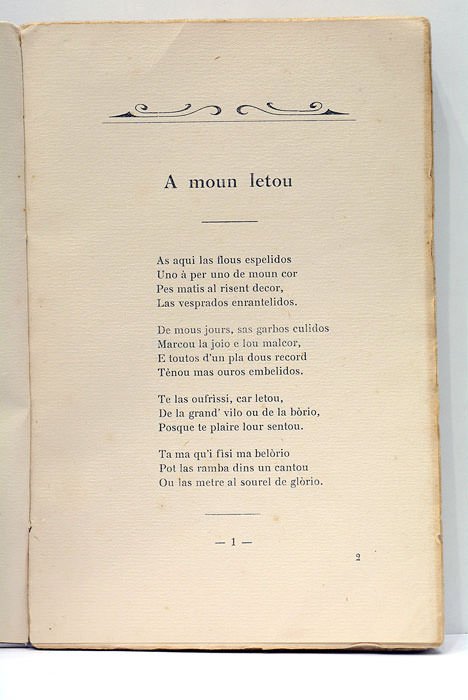 A moun letou
As aqui las flous espelidos
Uno à per uno de moun cor
Pes matis al risent decor,
Las vesprados enrantelidos.
De mous jours, sas garbos culidos
Marcou la joio e lou malcor,
E toutos d'un pla dous record
Tênou mas ouros embelidos.
Te las oufrissi, car letou,
De la grand' vilo ou de la bòrio,
Posque te plaire lour sentou.
Ta ma qu'i fisi ma belòrio
Pot las ramba dins un cantou
Ou las metre al sourel de glòrio.
— 1 —
2